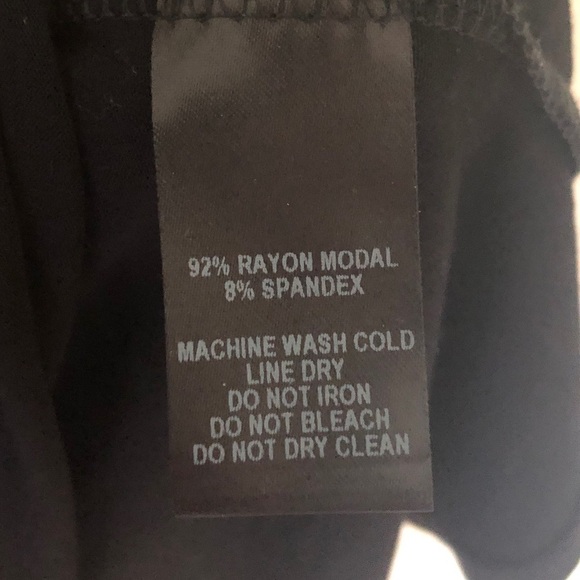 92% RAYON MODAL
8% SPANDEX
MACHINE WASH COLD
LINE DRY
DO NOT IRON
DO NOT BLEACH
DO NOT DRY CLEAN